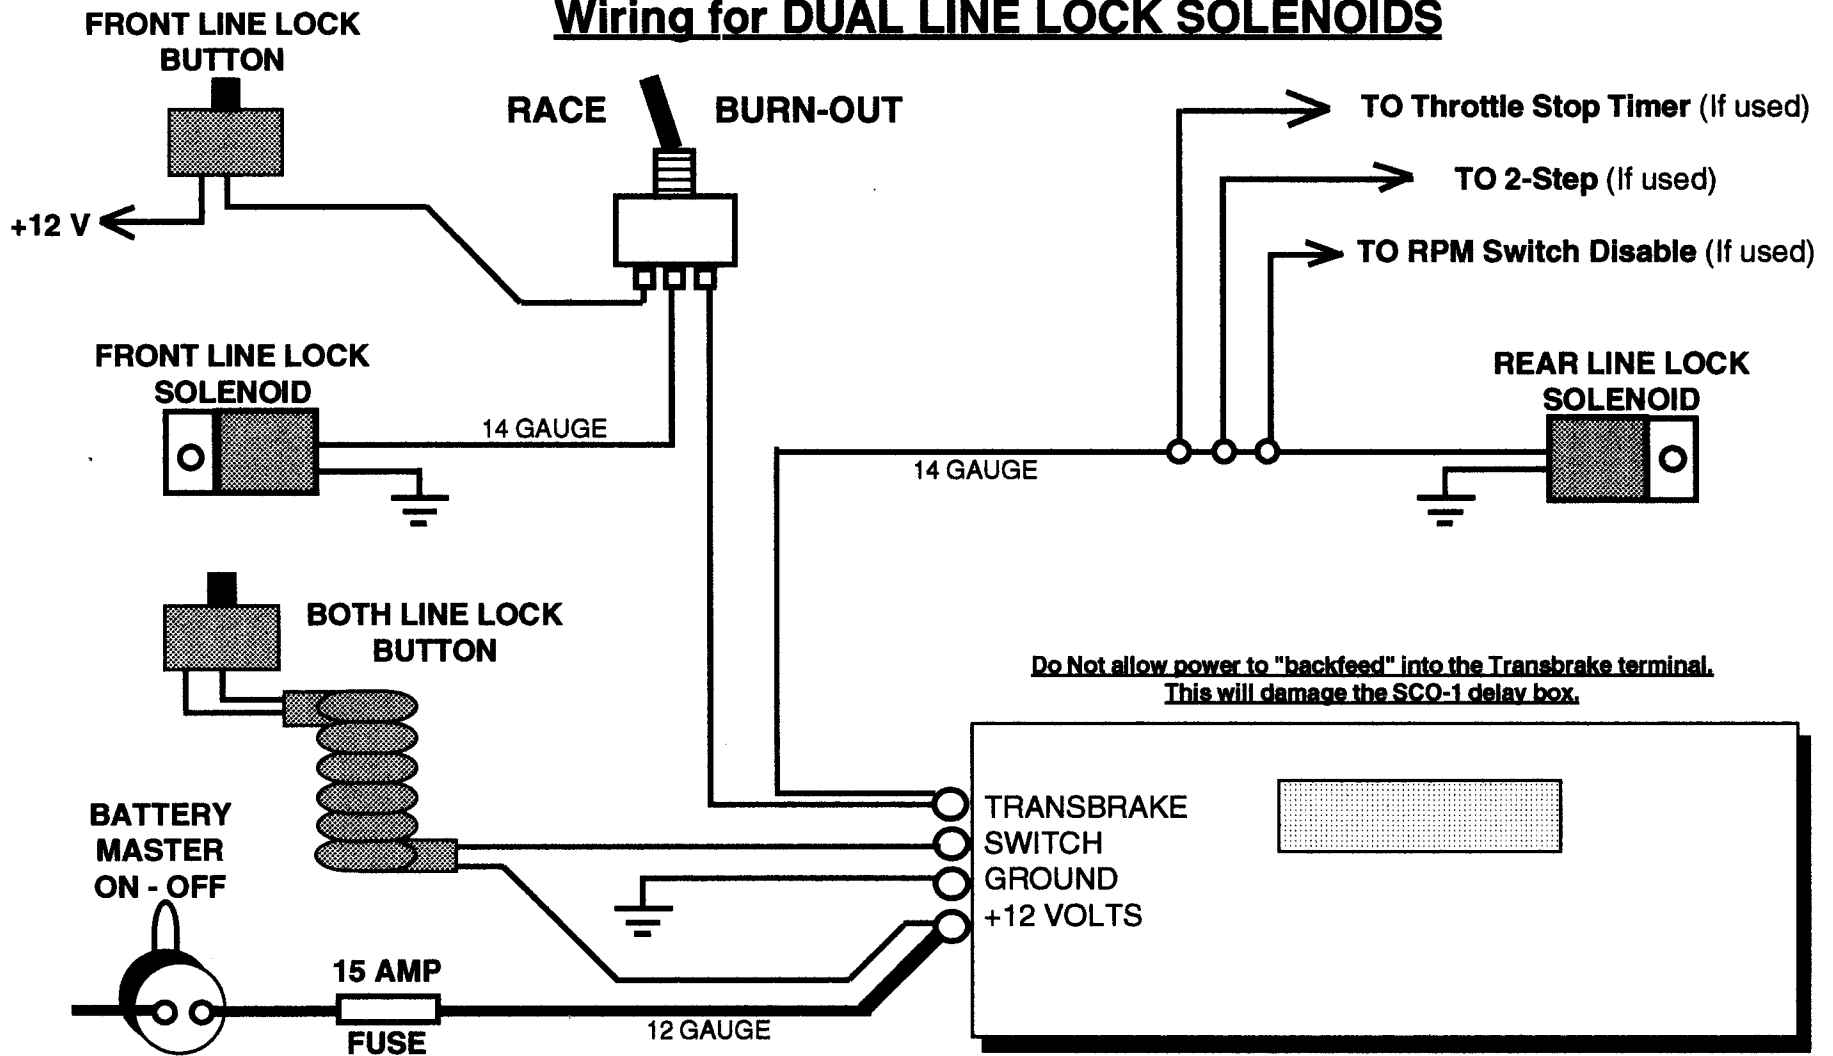 Wiring for DUAL LINE LOCK SOLENOIDS
FRONT LINE LOCK
BUTTON
RACE
BURN-OUT
TO Throttle Stop Timer (If used)
TO 2-Step (If used)
+12 V
TO RPM Switch Disable (If used)
FRONT LINE LOCK
SOLENOID
REAR LINE LOCK
SOLENOID
14 GAUGE
14 GAUGE
BOTH LINE LOCK
BUTTON
Do Not allow power to "backfeed" into the Transbrake terminal.
This will damage the SCO-1 delay box.
BATTERY
MASTER
ON - OFF
TRANSBRAKE
SWITCH
GROUND
+12 VOLTS
15 AMP
FUSE
12 GAUGE